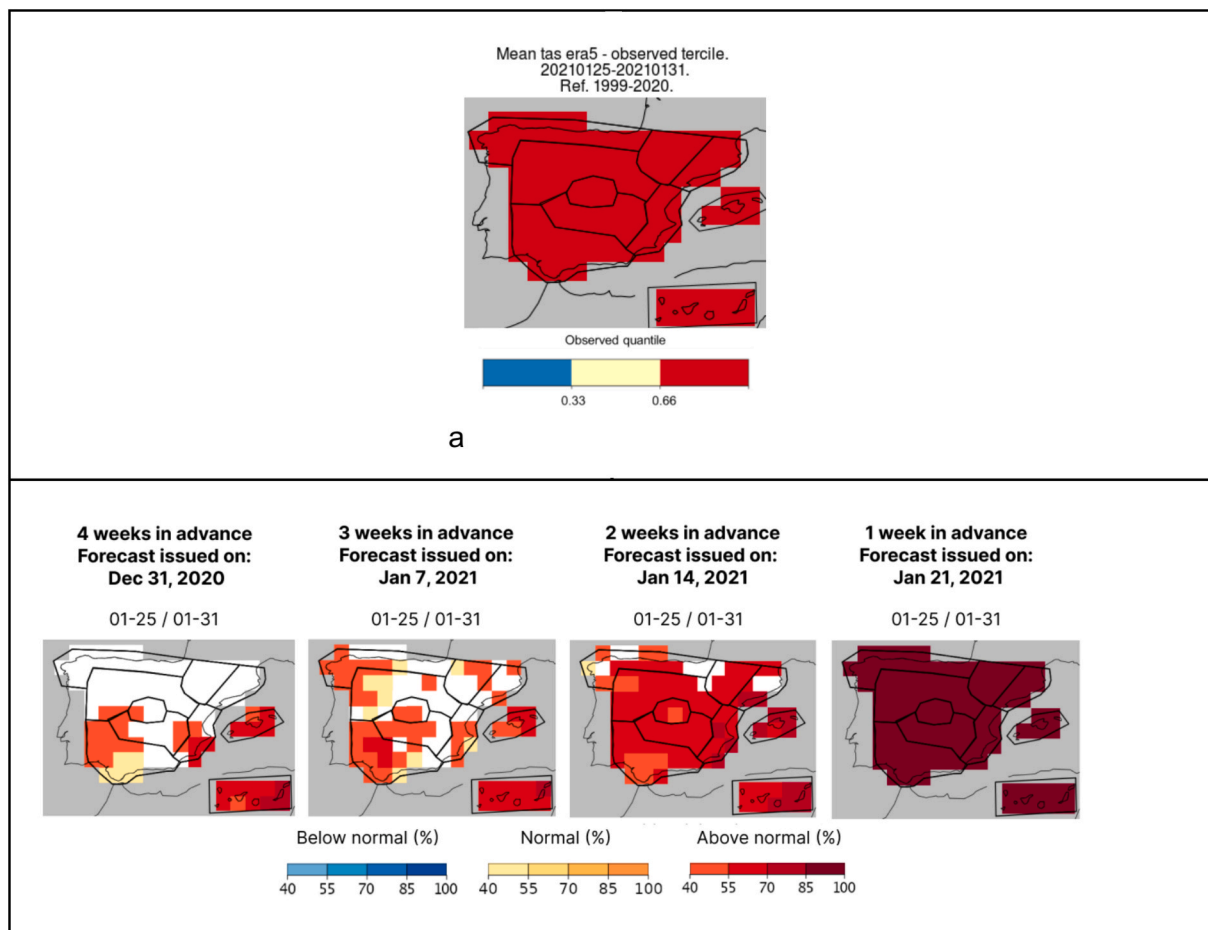 Mean tas era5 - observed tercile.
20210125-20210131.
Ref. 1999-2020.
Observed quantile
0.33 0.66
a
4 weeks in advance
Forecast issued on:
Dec 31, 2020
01-25 / 01-31
3 weeks in advance
Forecast issued on:
Jan 7, 2021
01-25 / 01-31
2 weeks in advance
Forecast issued on:
Jan 14, 2021
01-25 / 01-31
1 week in advance
Forecast issued on:
Jan 21, 2021
01-25 / 01-31
Below normal (%)
40 55 70 85 100
Normal (%)
40 55 70 85 100
Above normal (%)
40 55 70 85 100